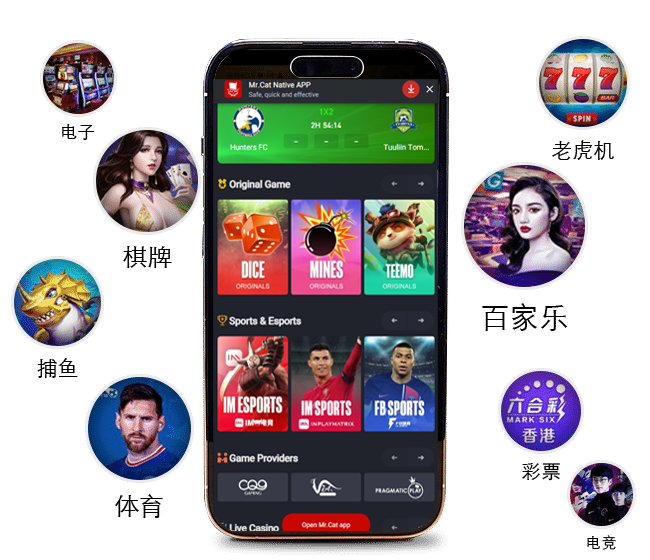 电子
棋牌
捕鱼
体育
Mr.Cat Native APP
Safe, quick and effective
1X2
2H 54:14
Hunters FC
Tuulin Tom...
Original Game
DICE
ORIGINALS
MINES
ORIGINALS
TEEMO
ORIGINALS
Sports & Esports
IM ESPORTS
IM SPORTS
INPLAYMATRIX
FB SPORTS
Game Providers
CQ9
GAMING
PRAGMATIC PLAY
Live Casino
Open Mr.Cat app
777
BAR
SPIN
老虎机
百家乐
六合彩
MARK SIX
香港
彩票
电竞